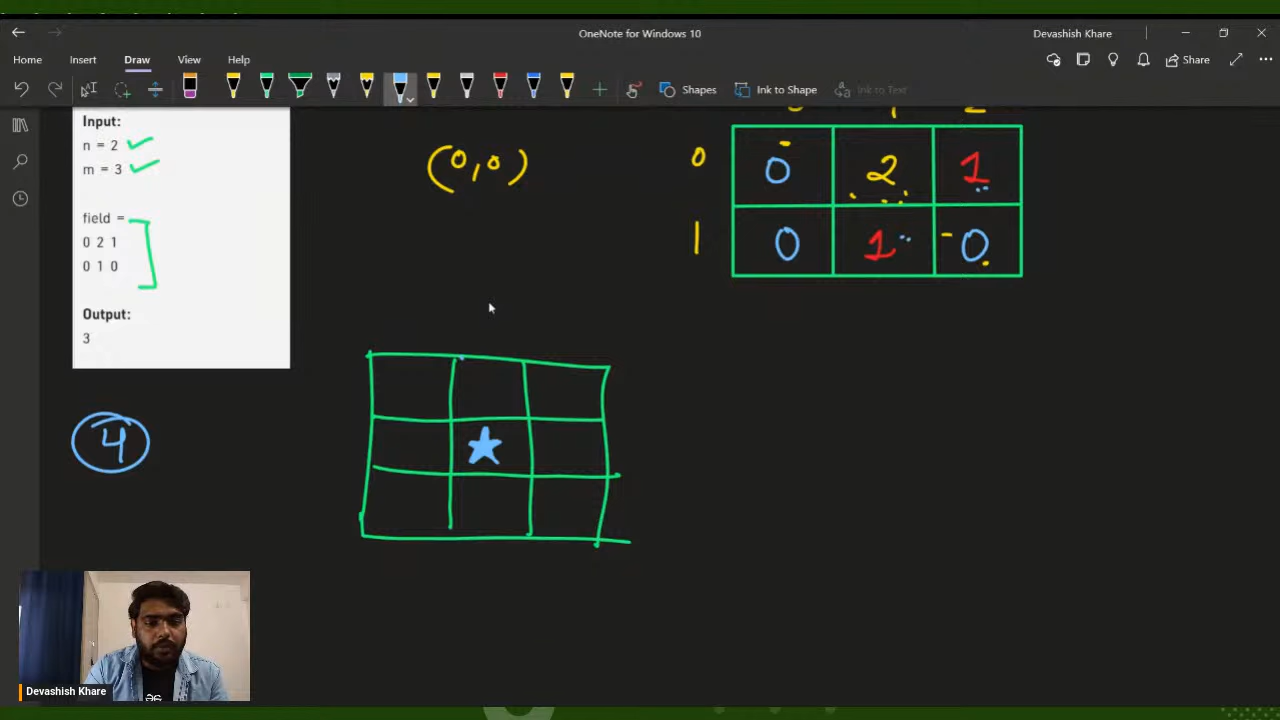 OneNote for Windows 10
Devashish Khare
Home
Insert
Draw
View
Help
Share
Shapes
Ink to Shape
Ink to Text
Input:
n = 2
m = 3
field =
0 2 1
0 1 0
Output:
3
(0,0)
0
0 2 1
1
0 1 0
4
Devashish Khare